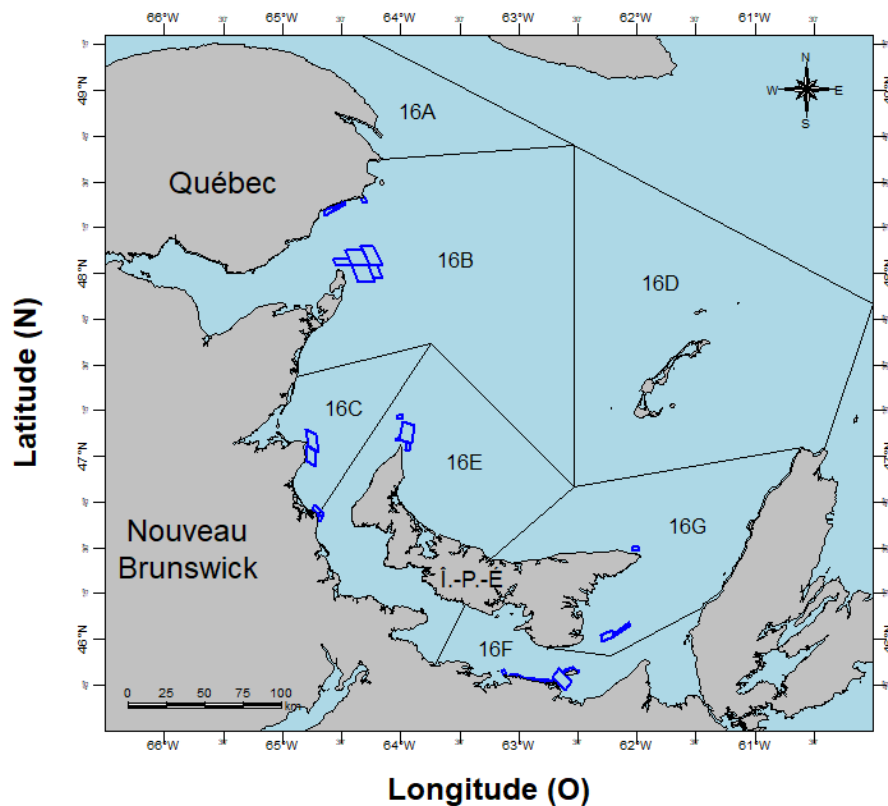 66°W 65°W 64°W 63°W 62°W 61°W
49°N
48°N
47°N
46°N
N
W E
S
16A
Québec
16B
16D
16C
16E
16G
Nouveau
Brunswick
Î.-P.-É
16F
0 25 50 75 100
km
66°W 65°W 64°W 63°W 62°W 61°W
Latitude (N)
Longitude (O)